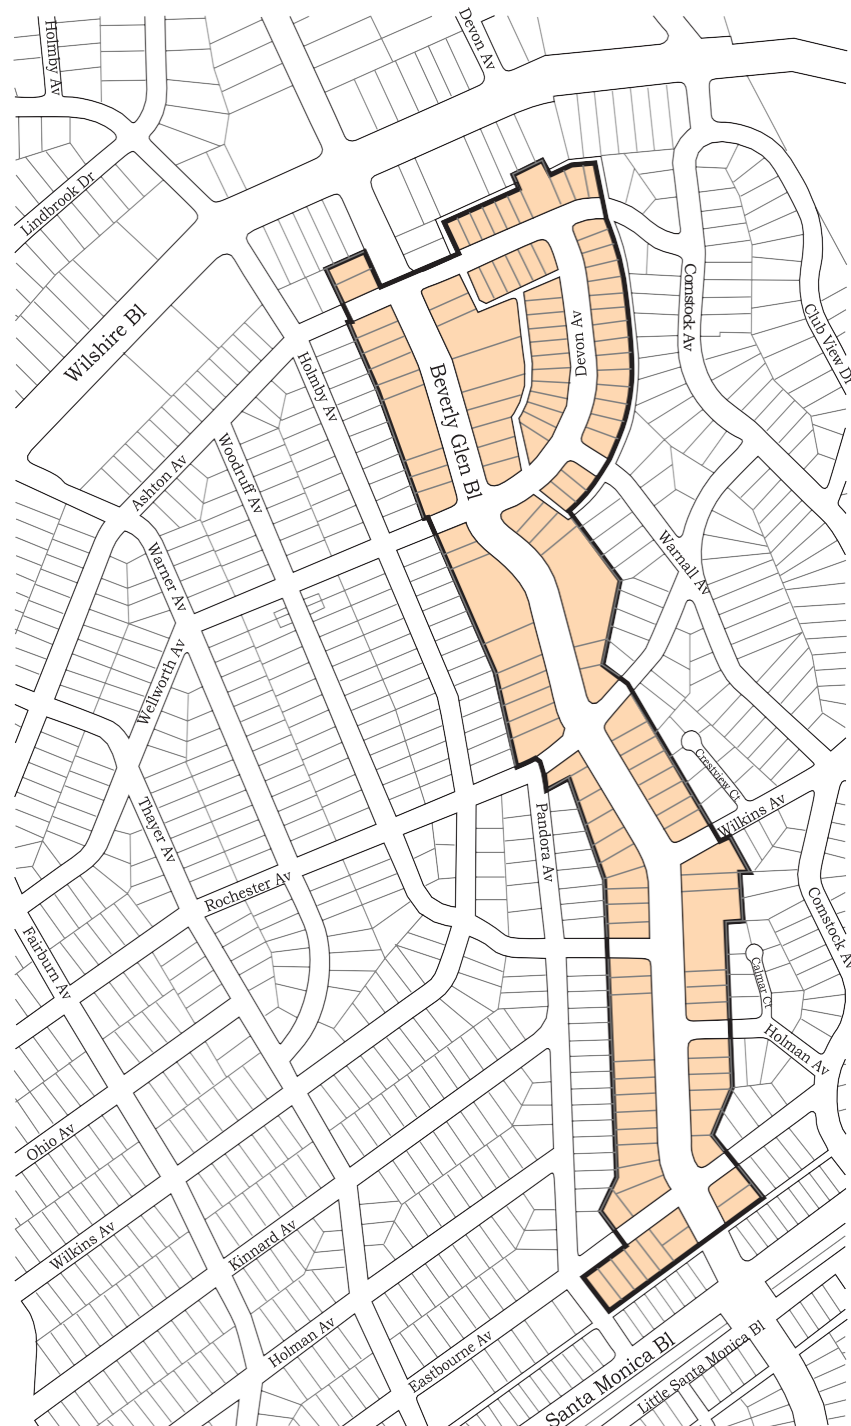 Holmby Av
Devon Av
Lindbrook Dr
Wilshire Bl
Comstock Av
Club View Dr
Devon Av
Holmby Av
Beverly Glen Bl
Ashton Av
Woodruff Av
Warner Av
Warnall Av
Wellworth Av
Crestview Ct
Wilkins Av
Thayer Av
Pandora Av
Rochester Av
Comstock Av
Fairburn Av
Calmar Ct
Holman Av
Ohio Av
Wilkins Av
Kinnard Av
Holman Av
Eastbourne Av
Santa Monica Bl
Little Santa Monica Bl